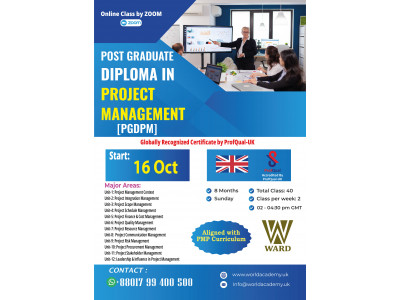 Online Class by ZOOM
zoom
POST GRADUATE
DIPLOMA IN
PROJECT
MANAGEMENT
[PGDPM]
Globally Recognized Certificate by ProfQual-UK
Start:
16 Oct
Accredited By
ProfQual-UK
Major Areas:
Unit-1: Project Management Context
Unit-2: Project Integration Management
Unit-3: Project Scope Management
Unit-4: Project Schedule Management
Unit-5: Project Finance & Cost Management
Unit-6: Project Quality Management
Unit-7: Project Resource Management
Unit-8: Project Communication Management
Unit-9: Project Risk Management
Unit-10: Project Procurement Management
Unit-11: Project Stakeholders Management
Unit-12: Leadership & Influence in Project Management
8 Months
Sunday
Total Class: 40
Class per week: 2
02 - 04:30 pm GMT
Aligned with
PMP Curriculum
WARD
CONTACT :
+88017 99 400 500
www.worldacademy.uk
info@worldacademy.uk